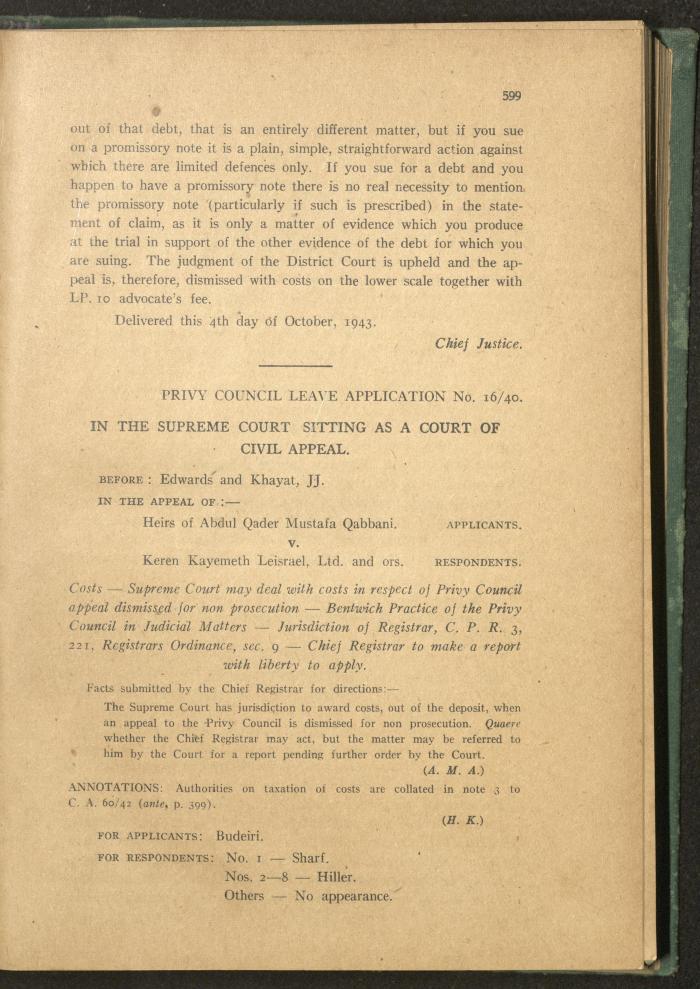 599
out of that debt, that is an entirely different matter, but if you sue
on a promissory note it is a plain, simple, straightforward action against
which there are limited defences only. If you sue for a debt and you
happen to have a promissory note there is no real necessity to mention
the promissory note (particularly if such is prescribed) in the state-
ment of claim, as it is only a matter of evidence which you produce
at the trial in support of the other evidence of the debt for which you
are suing. The judgment of the District Court is upheld and the ap-
peal is, therefore, dismissed with costs on the lower scale together with
LP. 10 advocate's fee.
Delivered this 4th day of October, 1943.
Chief Justice.
PRIVY COUNCIL LEAVE APPLICATION No. 16/40.
IN THE SUPREME COURT SITTING AS A COURT OF
CIVIL APPEAL.
BEFORE : Edwards and Khayat, JJ.
IN THE APPEAL OF :—
Heirs of Abdul Qader Mustafa Qabbani. APPLICANTS.
v.
Keren Kayemeth Leisrael, Ltd. and ors. RESPONDENTS.
Costs — Supreme Court may deal with costs in respect of Privy Council
appeal dismissed for non prosecution — Bentwich Practice of the Privy
Council in Judicial Matters — Jurisdiction of Registrar, C. P. R. 3,
221, Registrars Ordinance, sec. 9 — Chief Registrar to make a report
with liberty to apply.
Facts submitted by the Chief Registrar for directions:—
The Supreme Court has jurisdiction to award costs, out of the deposit, when
an appeal to the Privy Council is dismissed for non prosecution. Quaere
whether the Chief Registrar may act, but the matter may be referred to
him by the Court for a report pending further order by the Court.
(A. M. A.)
ANNOTATIONS: Authorities on taxation of costs are collated in note 3 to
C. A. 60/42 (ante, p. 399).
(H. K.)
FOR APPLICANTS: Budeiri.
FOR RESPONDENTS: No. 1 — Sharf.
Nos. 2—8 — Hiller.
Others — No appearance.